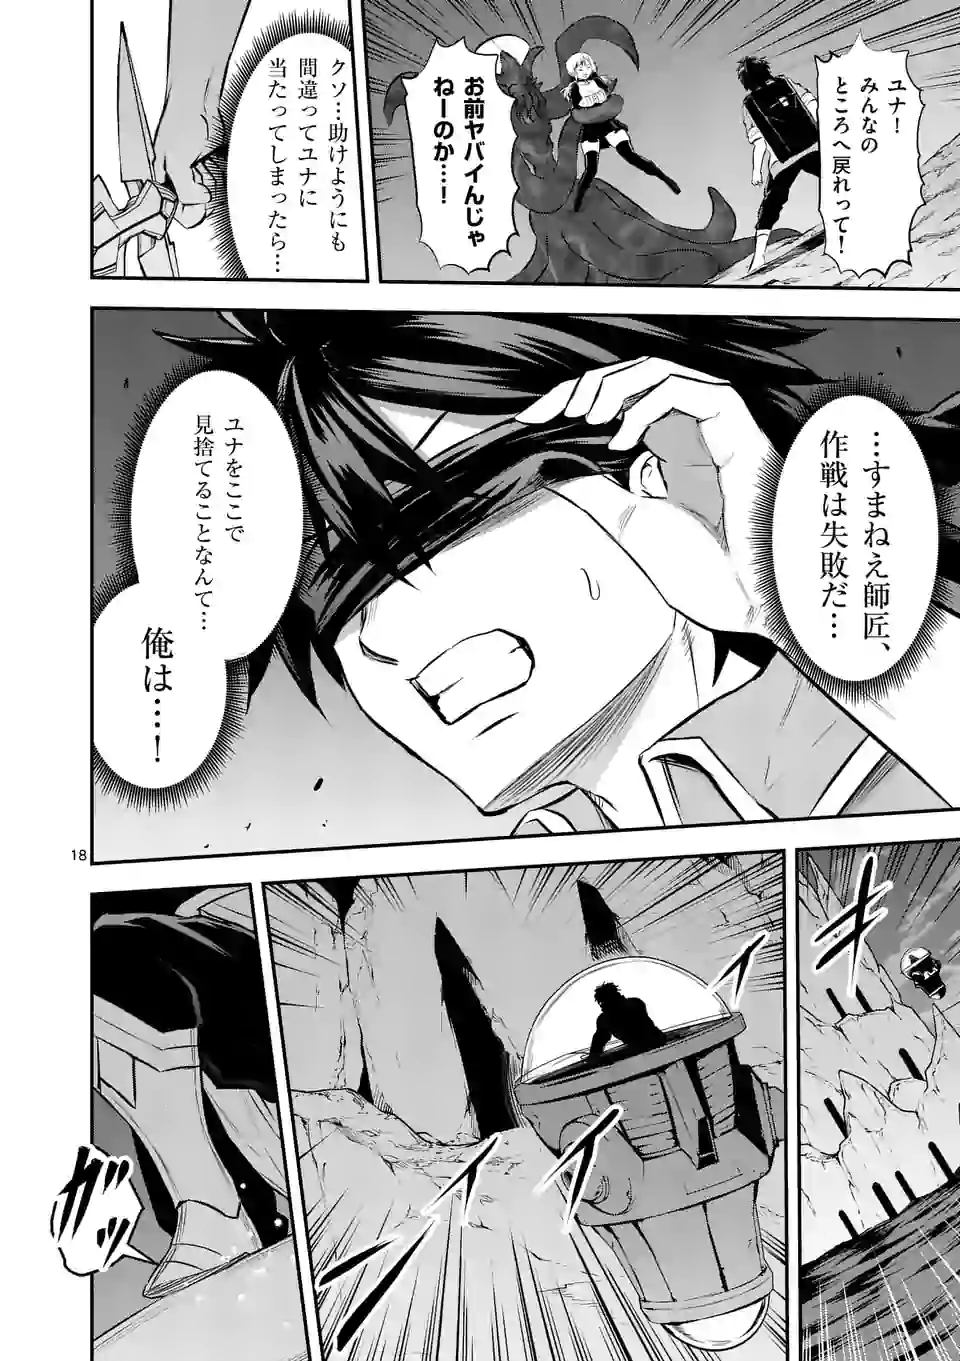 ユナ!
みんなの
ところへ戻れって!
お前ヤバイんじゃ
ねーのか…!
クソ…助けようにも
間違ってユナに
当たってしまったら…
…すまねえ師匠、
作戦は失敗だ…
ユナをここで
見捨てることなんて…
俺は…!
18
ギッ
ガッ